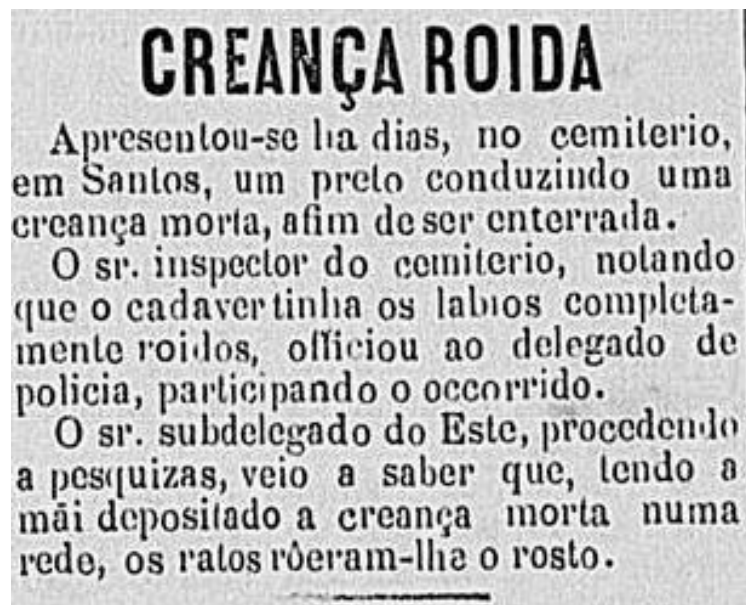 CREANÇA ROIDA
Apresentou-se ha dias, no cemiterio,
em Santos, um preto conduzindo uma
creança morta, afim de ser enterrada.
O sr. inspector do cemiterio, notando
que o cadaver tinha os labios completa-
mente roidos, officiou ao delegado de
policia, participando o occorrido.
O sr. subdelegado do Este, procedendo
a pesquizas, veio a saber que, tendo a
mãi depositado a creança morta numa
rede, os ratos rôeram-lhe o rosto.